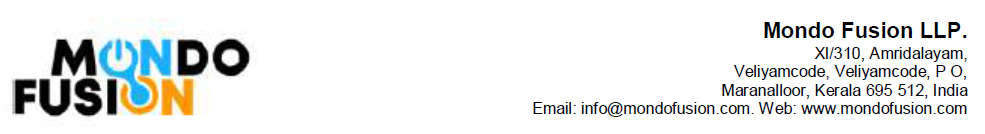 MONDO
FUSION
Mondo Fusion LLP.
XI/310, Amridalayam,
Veliyamcode, Veliyamcode, P O,
Maranalloor, Kerala 695 512, India
Email: info@mondofusion.com. Web: www.mondofusion.com